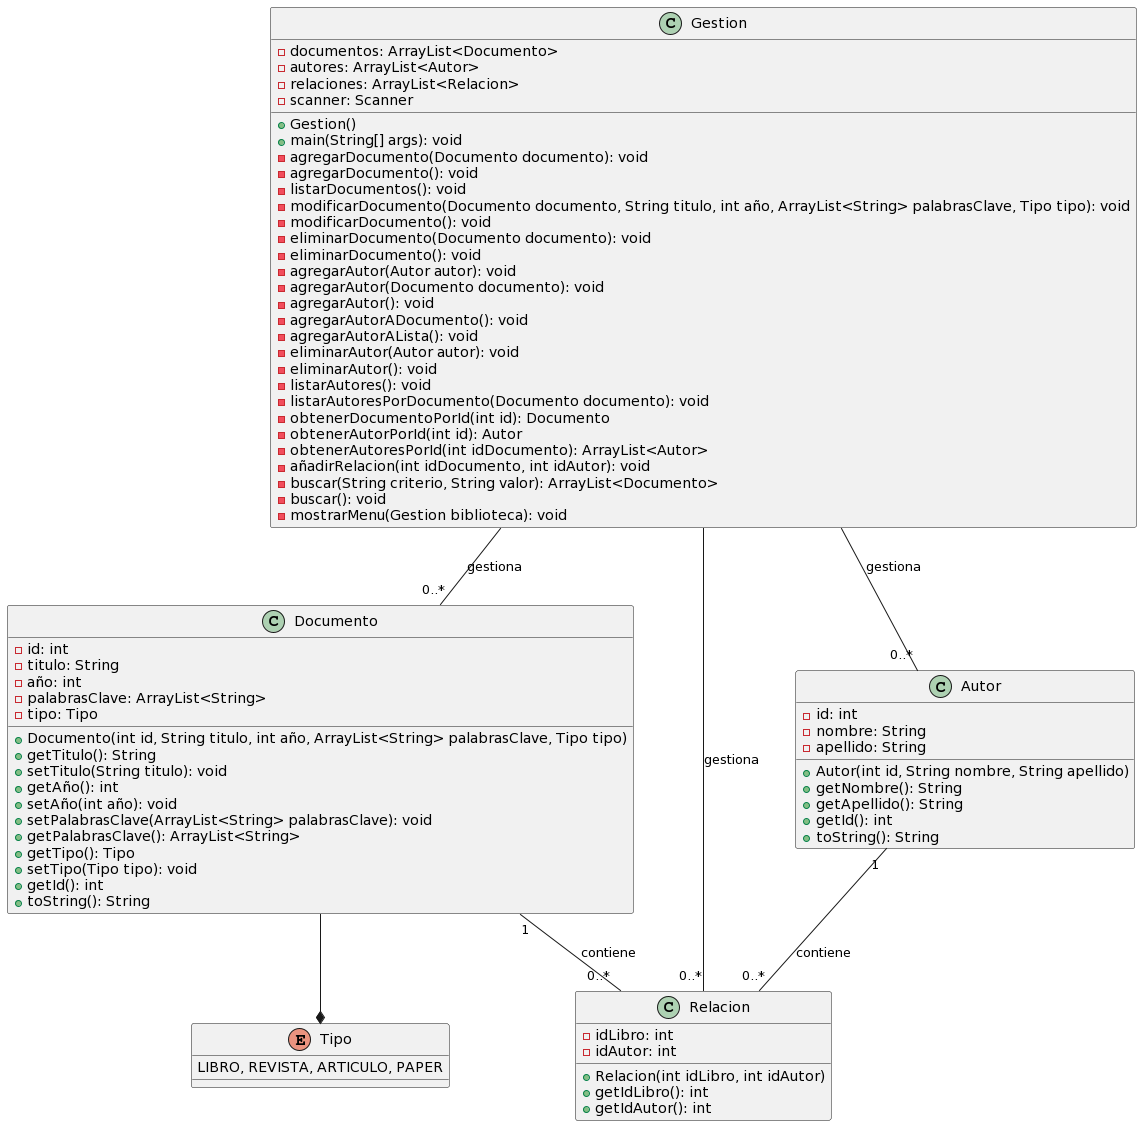 C Gestion
documentos: ArrayList<Documento>
autores: ArrayList<Autor>
relaciones: ArrayList<Relacion>
scanner: Scanner
Gestion()
main(String[] args): void
agregarDocumento(Documento documento): void
agregarDocumento(): void
listarDocumentos(): void
modificarDocumento(Documento documento, String titulo, int año, ArrayList<String> palabrasClave, Tipo tipo): void
modificarDocumento(): void
eliminarDocumento(Documento documento): void
eliminarDocumento(): void
agregarAutor(Autor autor): void
agregarAutor(Documento documento): void
agregarAutor(): void
agregarAutorADocumento(): void
agregarAutorALista(): void
eliminarAutor(Autor autor): void
eliminarAutor(): void
listarAutores(): void
listarAutoresPorDocumento(Documento documento): void
obtenerDocumentoPorId(int id): Documento
obtenerAutorPorId(int id): Autor
obtenerAutoresPorId(int idDocumento): ArrayList<Autor>
añadirRelacion(int idDocumento, int idAutor): void
buscar(String criterio, String valor): ArrayList<Documento>
buscar(): void
mostrarMenu(Gestion biblioteca): void
gestiona
0..*
gestiona
0..*
gestiona
0..*
C Documento
id: int
titulo: String
año: int
palabrasClave: ArrayList<String>
tipo: Tipo
Documento(int id, String titulo, int año, ArrayList<String> palabrasClave, Tipo tipo)
getTitulo(): String
setTitulo(String titulo): void
getAño(): int
setAño(int año): void
setPalabrasClave(ArrayList<String> palabrasClave): void
getPalabrasClave(): ArrayList<String>
getTipo(): Tipo
setTipo(Tipo tipo): void
getId(): int
toString(): String
C Autor
id: int
nombre: String
apellido: String
Autor(int id, String nombre, String apellido)
getNombre(): String
getApellido(): String
getId(): int
toString(): String
1
contiene
0..*
1
contiene
0..*
E Tipo
LIBRO, REVISTA, ARTICULO, PAPER
C Relacion
idLibro: int
idAutor: int
Relacion(int idLibro, int idAutor)
getIdLibro(): int
getIdAutor(): int